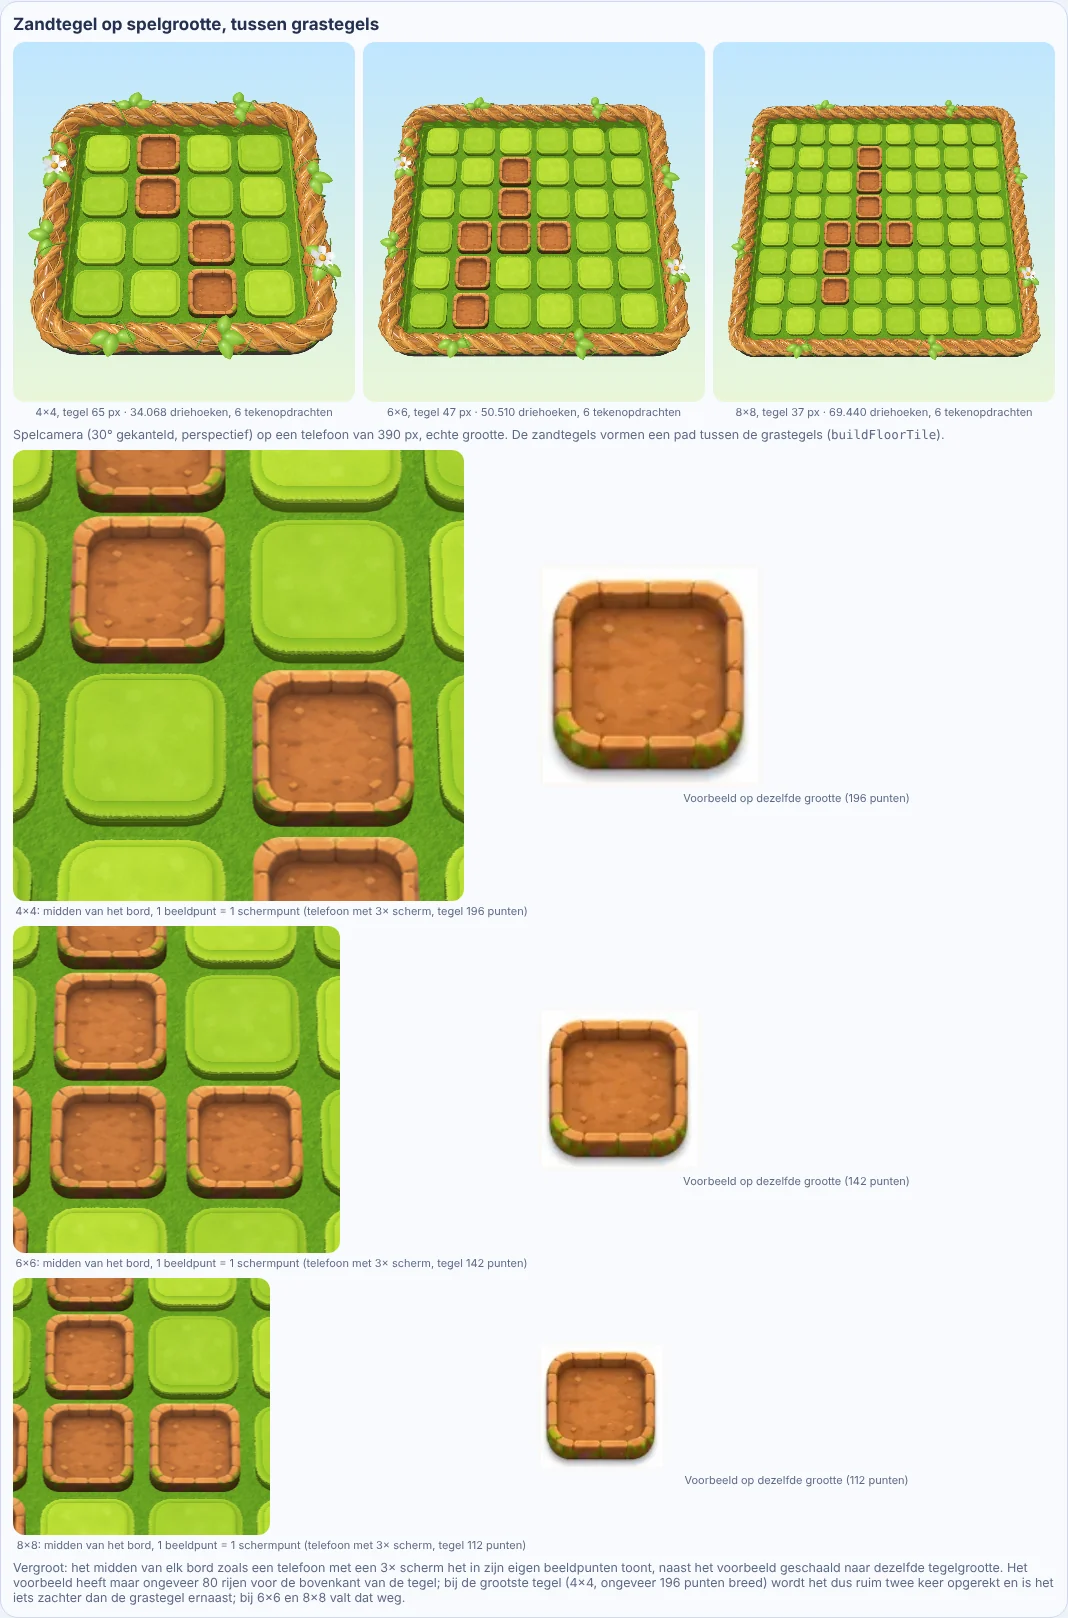 Zandtegel op spelgrootte, tussen grastegels
4×4, tegel 65 px · 34.068 driehoeken, 6 tekenopdrachten
6×6, tegel 47 px · 50.510 driehoeken, 6 tekenopdrachten
8×8, tegel 37 px · 69.440 driehoeken, 6 tekenopdrachten
Spelcamera (30° gekanteld, perspectief) op een telefoon van 390 px, echte grootte. De zandtegels vormen een pad tussen de grastegels (buildFloorTile).
Voorbeeld op dezelfde grootte (196 punten)
4×4: midden van het bord, 1 beeldpunt = 1 schermpunt (telefoon met 3× scherm, tegel 196 punten)
Voorbeeld op dezelfde grootte (142 punten)
6×6: midden van het bord, 1 beeldpunt = 1 schermpunt (telefoon met 3× scherm, tegel 142 punten)
Voorbeeld op dezelfde grootte (112 punten)
8×8: midden van het bord, 1 beeldpunt = 1 schermpunt (telefoon met 3× scherm, tegel 112 punten)
Vergroot: het midden van elk bord zoals een telefoon met een 3× scherm het in zijn eigen beeldpunten toont, naast het voorbeeld geschaald naar dezelfde tegelgrootte. Het
voorbeeld heeft maar ongeveer 80 rijen voor de bovenkant van de tegel; bij de grootste tegel (4×4, ongeveer 196 punten breed) wordt het dus ruim twee keer opgerekt en is het
iets zachter dan de grastegel ernaast; bij 6×6 en 8×8 valt dat weg.